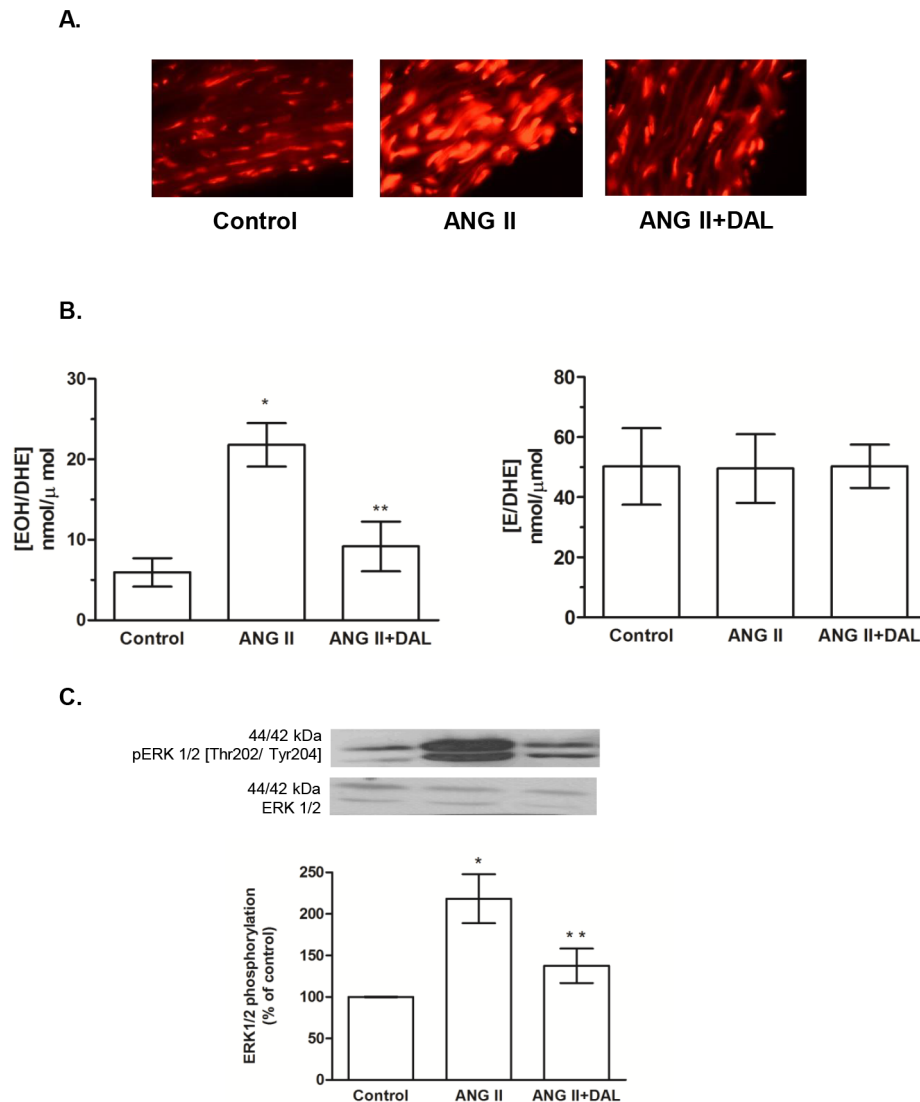 A.
Control
ANG II
ANG II+DAL
B.
[EOH/DHE]
nmol/μ mol
30
20
10
0
*
**
Control
ANG II
ANG II+DAL
[E/DHE]
nmol/μmol
80
60
40
20
0
Control
ANG II
ANG II+DAL
C.
44/42 kDa
pERK 1/2 [Thr202/ Tyr204]
44/42 kDa
ERK 1/2
ERK1/2 phosphorylation
(% of control)
250
200
150
100
50
0
*
* *
Control
ANG II
ANG II+DAL